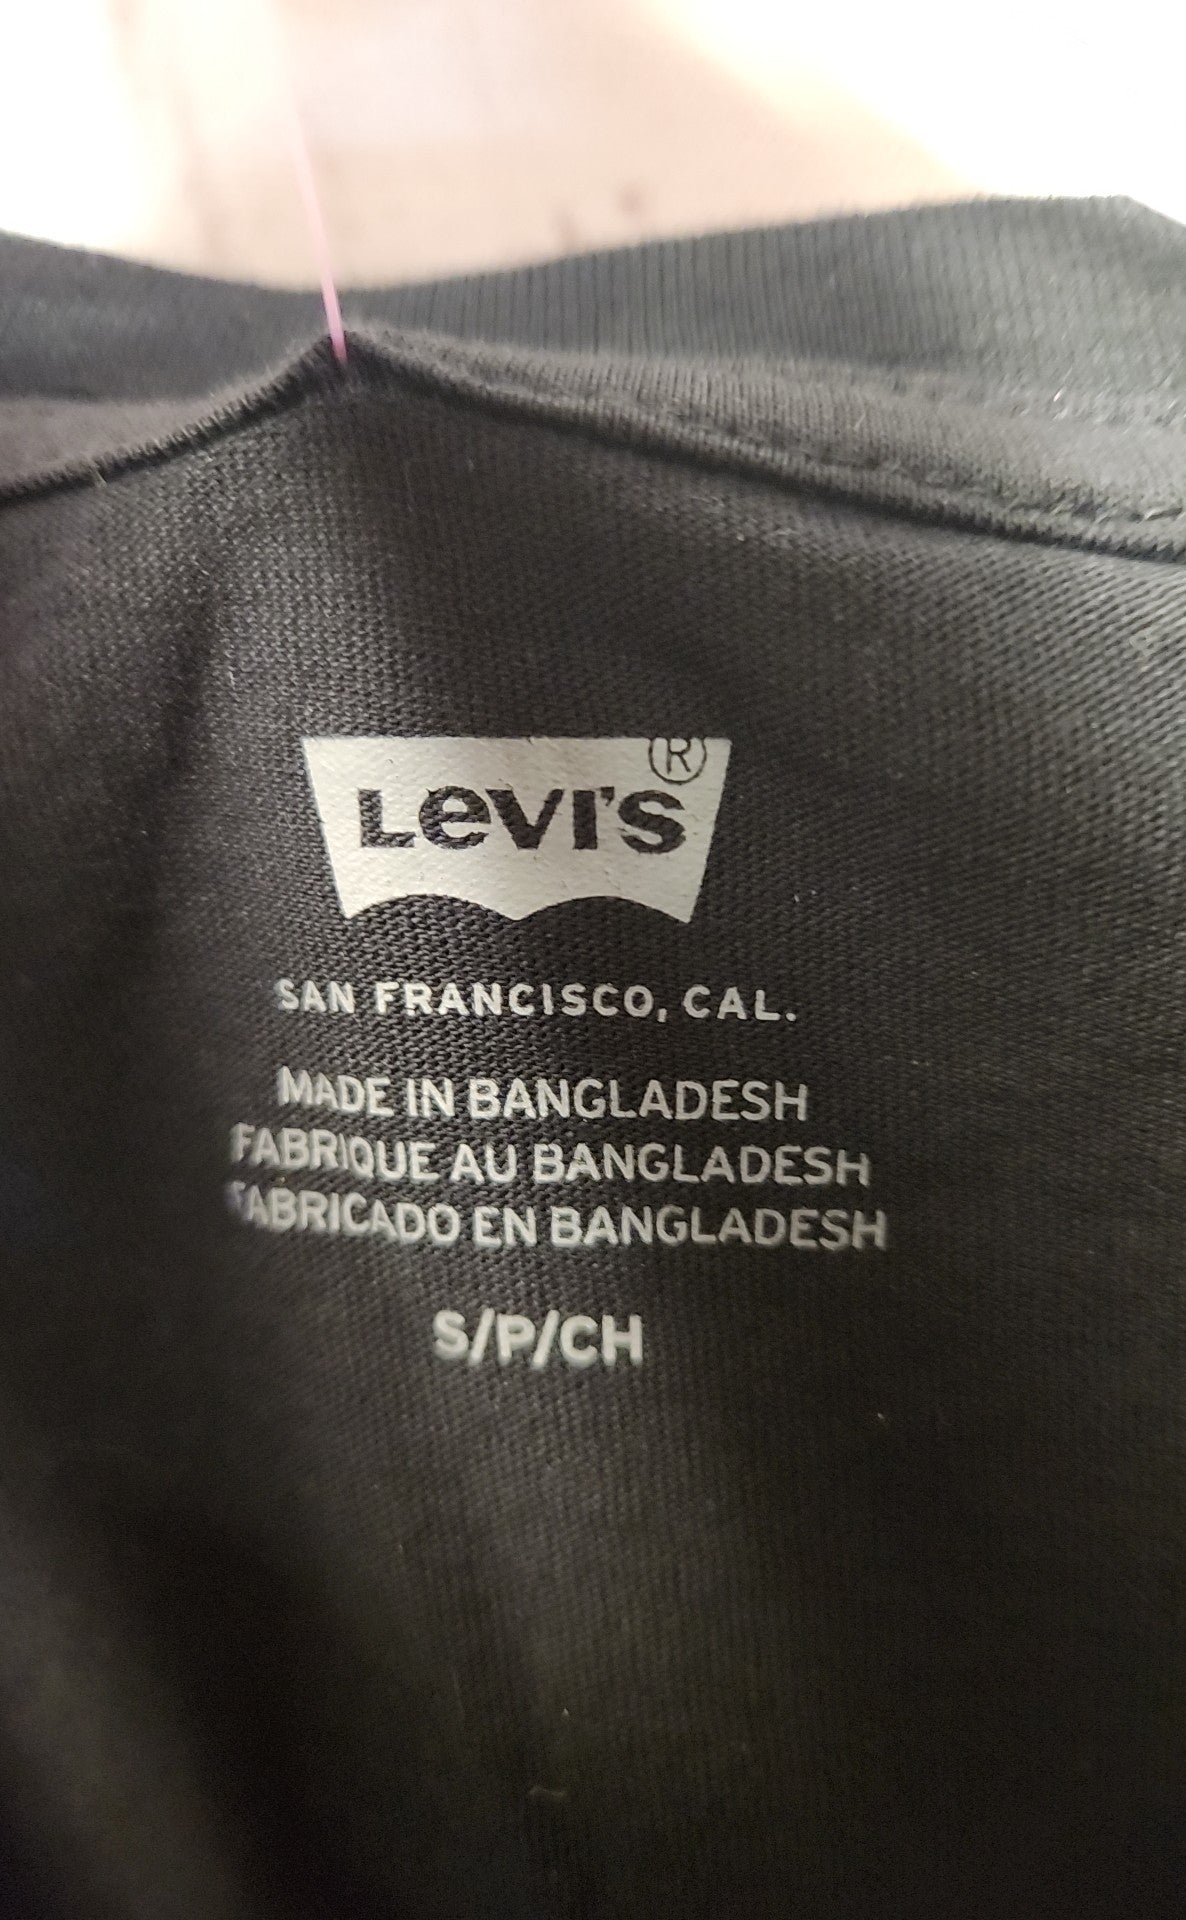 LEVI'S®
SAN FRANCISCO, CAL.
MADE IN BANGLADESH
FABRIQUE AU BANGLADESH
FABRICADO EN BANGLADESH
S/P/CH